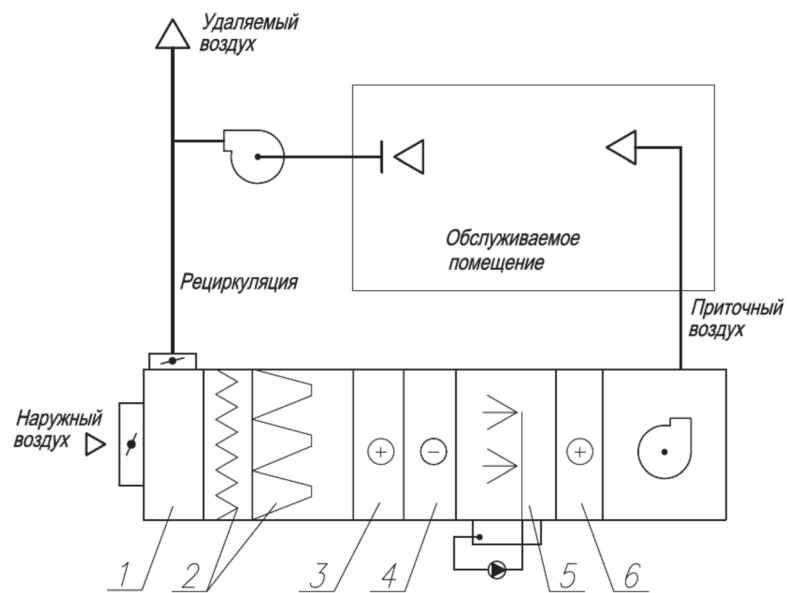 Удаляемый
воздух
Обслуживаемое
помещение
Рециркуляция
Приточный
воздух
Наружный
воздух
1 2 3 4 5 6